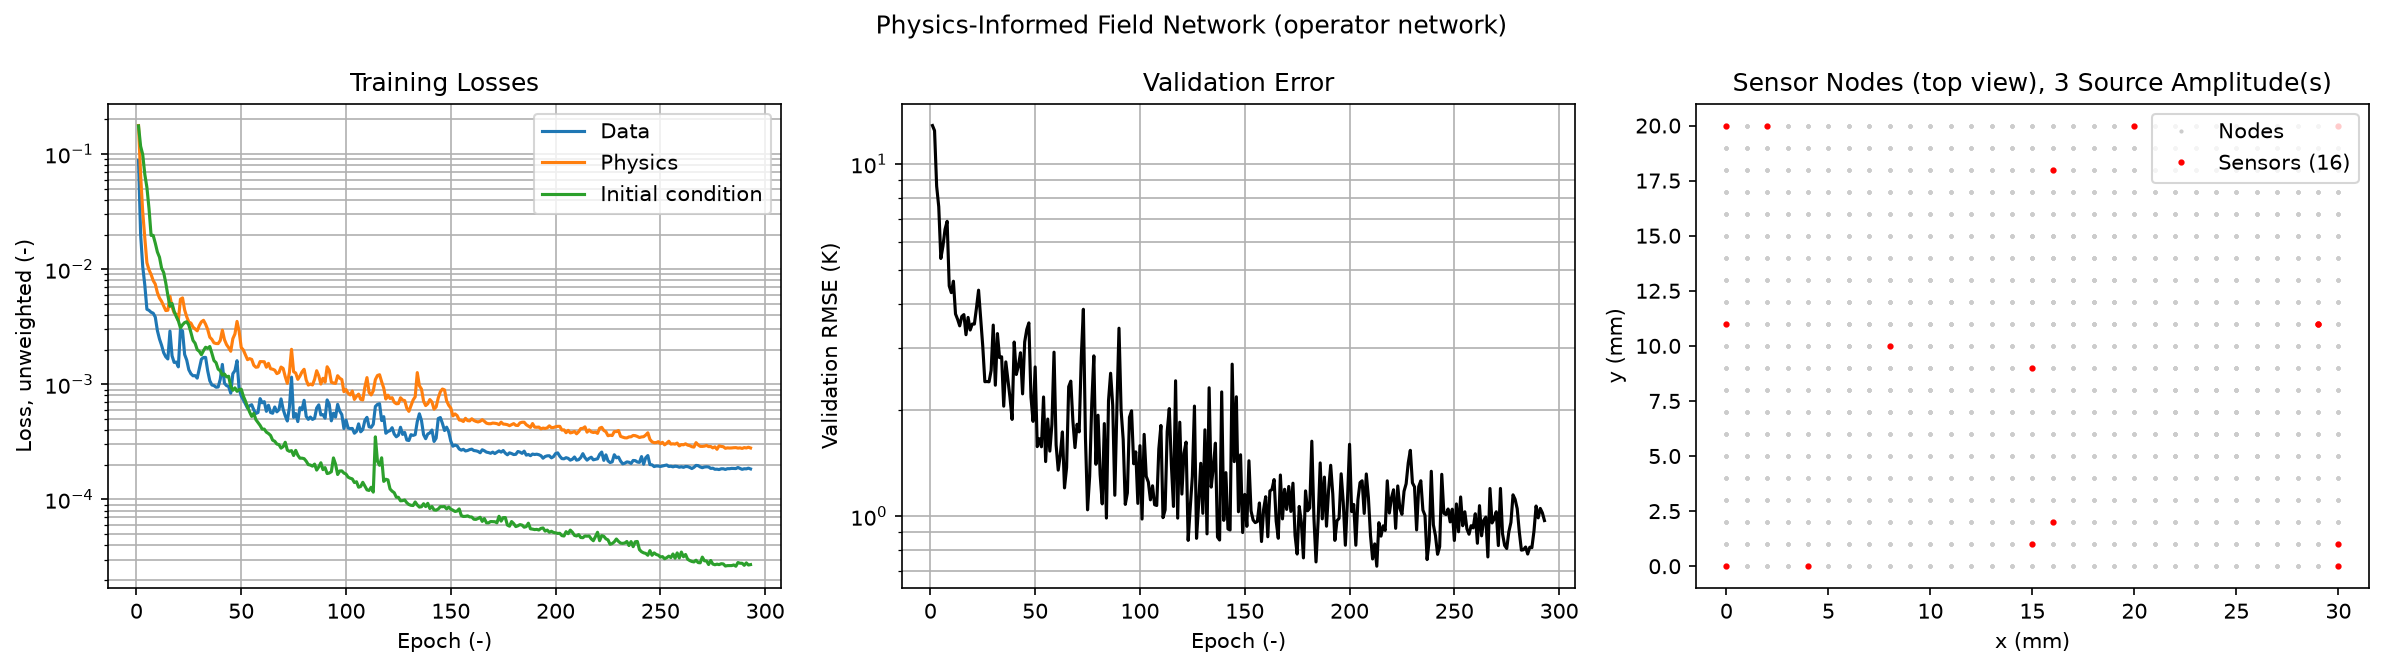 Physics-Informed Field Network (operator network)
Training Losses
Loss, unweighted (-)
10⁻¹
10⁻²
10⁻³
10⁻⁴
Data
Physics
Initial condition
0 50 100 150 200 250 300
Epoch (-)
Validation Error
Validation RMSE (K)
10¹
10⁰
0 50 100 150 200 250 300
Epoch (-)
Sensor Nodes (top view), 3 Source Amplitude(s)
y (mm)
20.0
17.5
15.0
12.5
10.0
7.5
5.0
2.5
0.0
Nodes
Sensors (16)
0 5 10 15 20 25 30
x (mm)